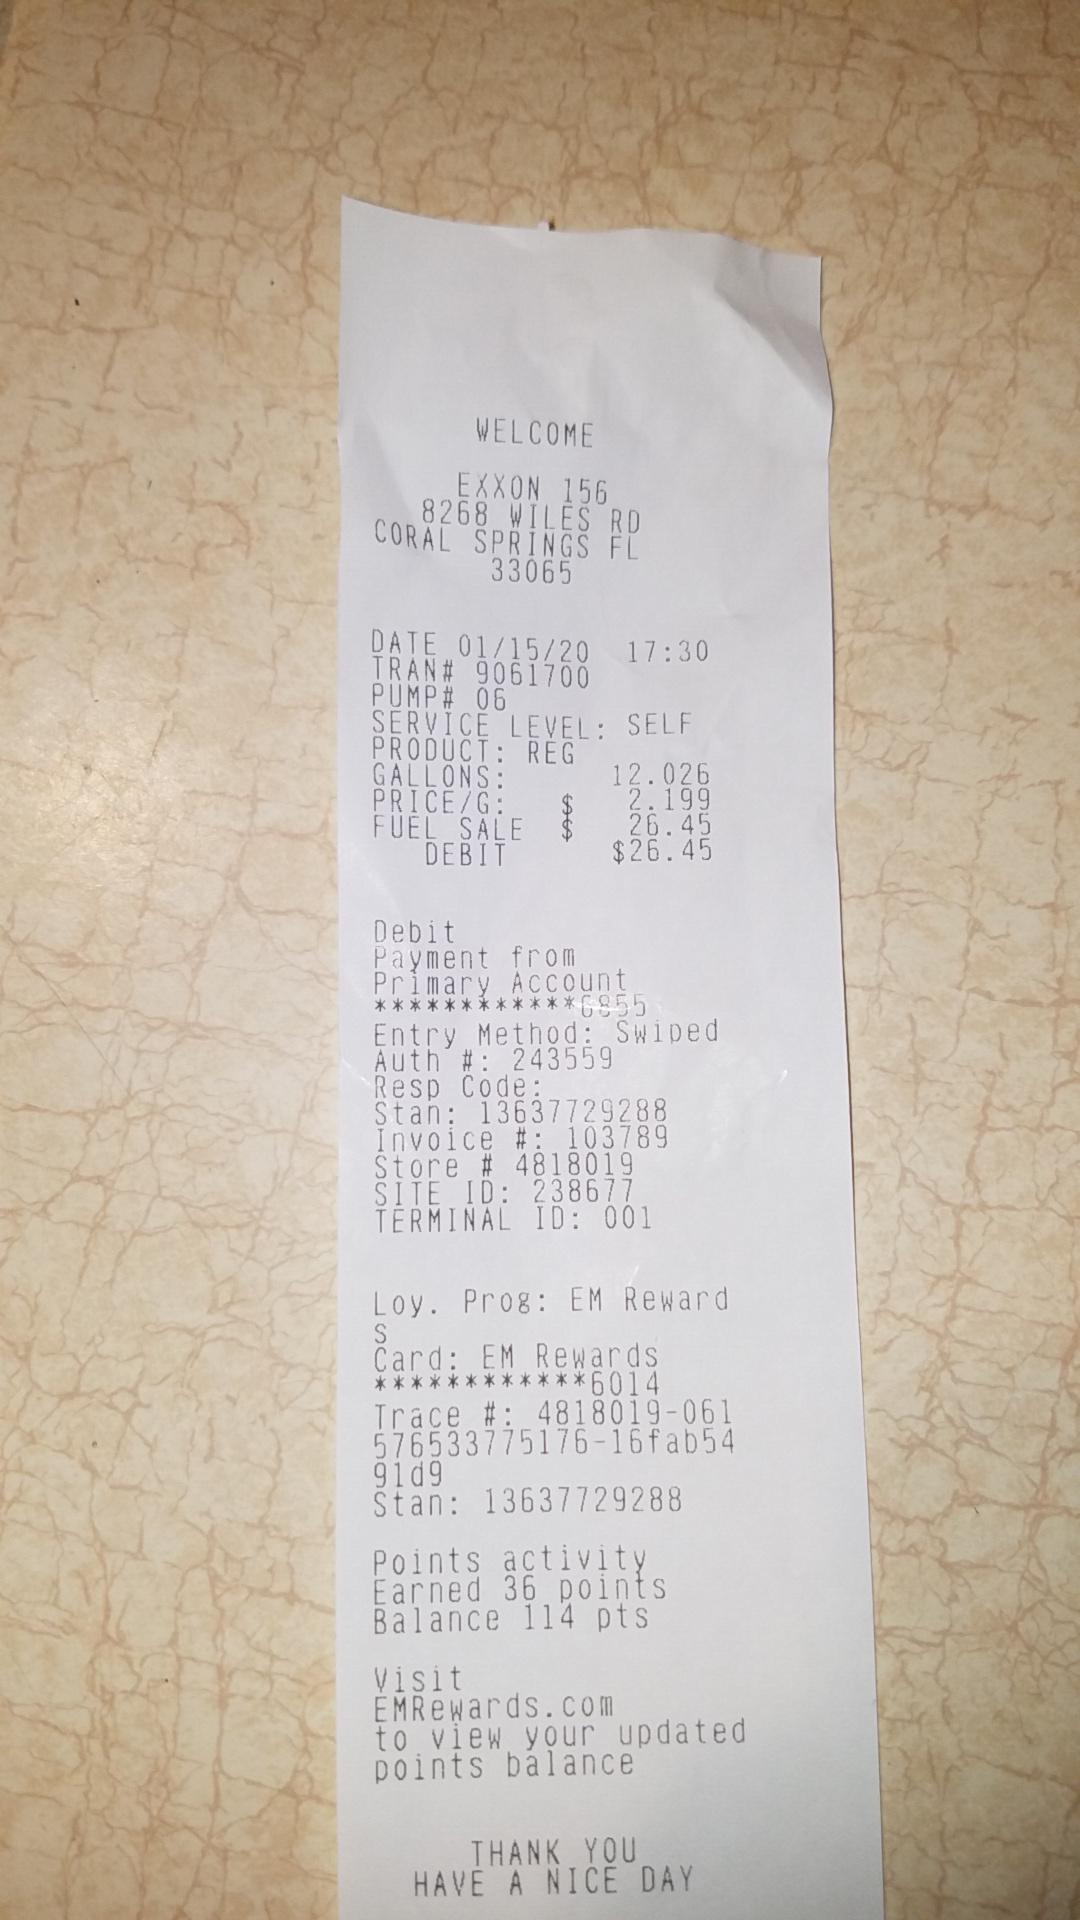 WELCOME
EXXON 156
8268 WILES RD
CORAL SPRINGS FL
33065
DATE 01/15/20 17:30
TRAN# 9061700
PUMP# 06
SERVICE LEVEL: SELF
PRODUCT: REG
GALLONS: 12.026
PRICE/G: $ 2.199
FUEL SALE $ 26.45
DEBIT $26.45
Debit
Payment from
Primary Account
************6855
Entry Method: Swiped
Auth #: 243559
Resp Code:
Stan: 13637729288
Invoice #: 103789
Store # 4818019
SITE ID: 238677
TERMINAL ID: 001
Loy. Prog: EM Reward
s
Card: EM Rewards
************6014
Trace #: 4818019-061
576533775176-16fab54
91d9
Stan: 13637729288
Points activity
Earned 36 points
Balance 114 pts
Visit
EMRewards.com
to view your updated
points balance
THANK YOU
HAVE A NICE DAY